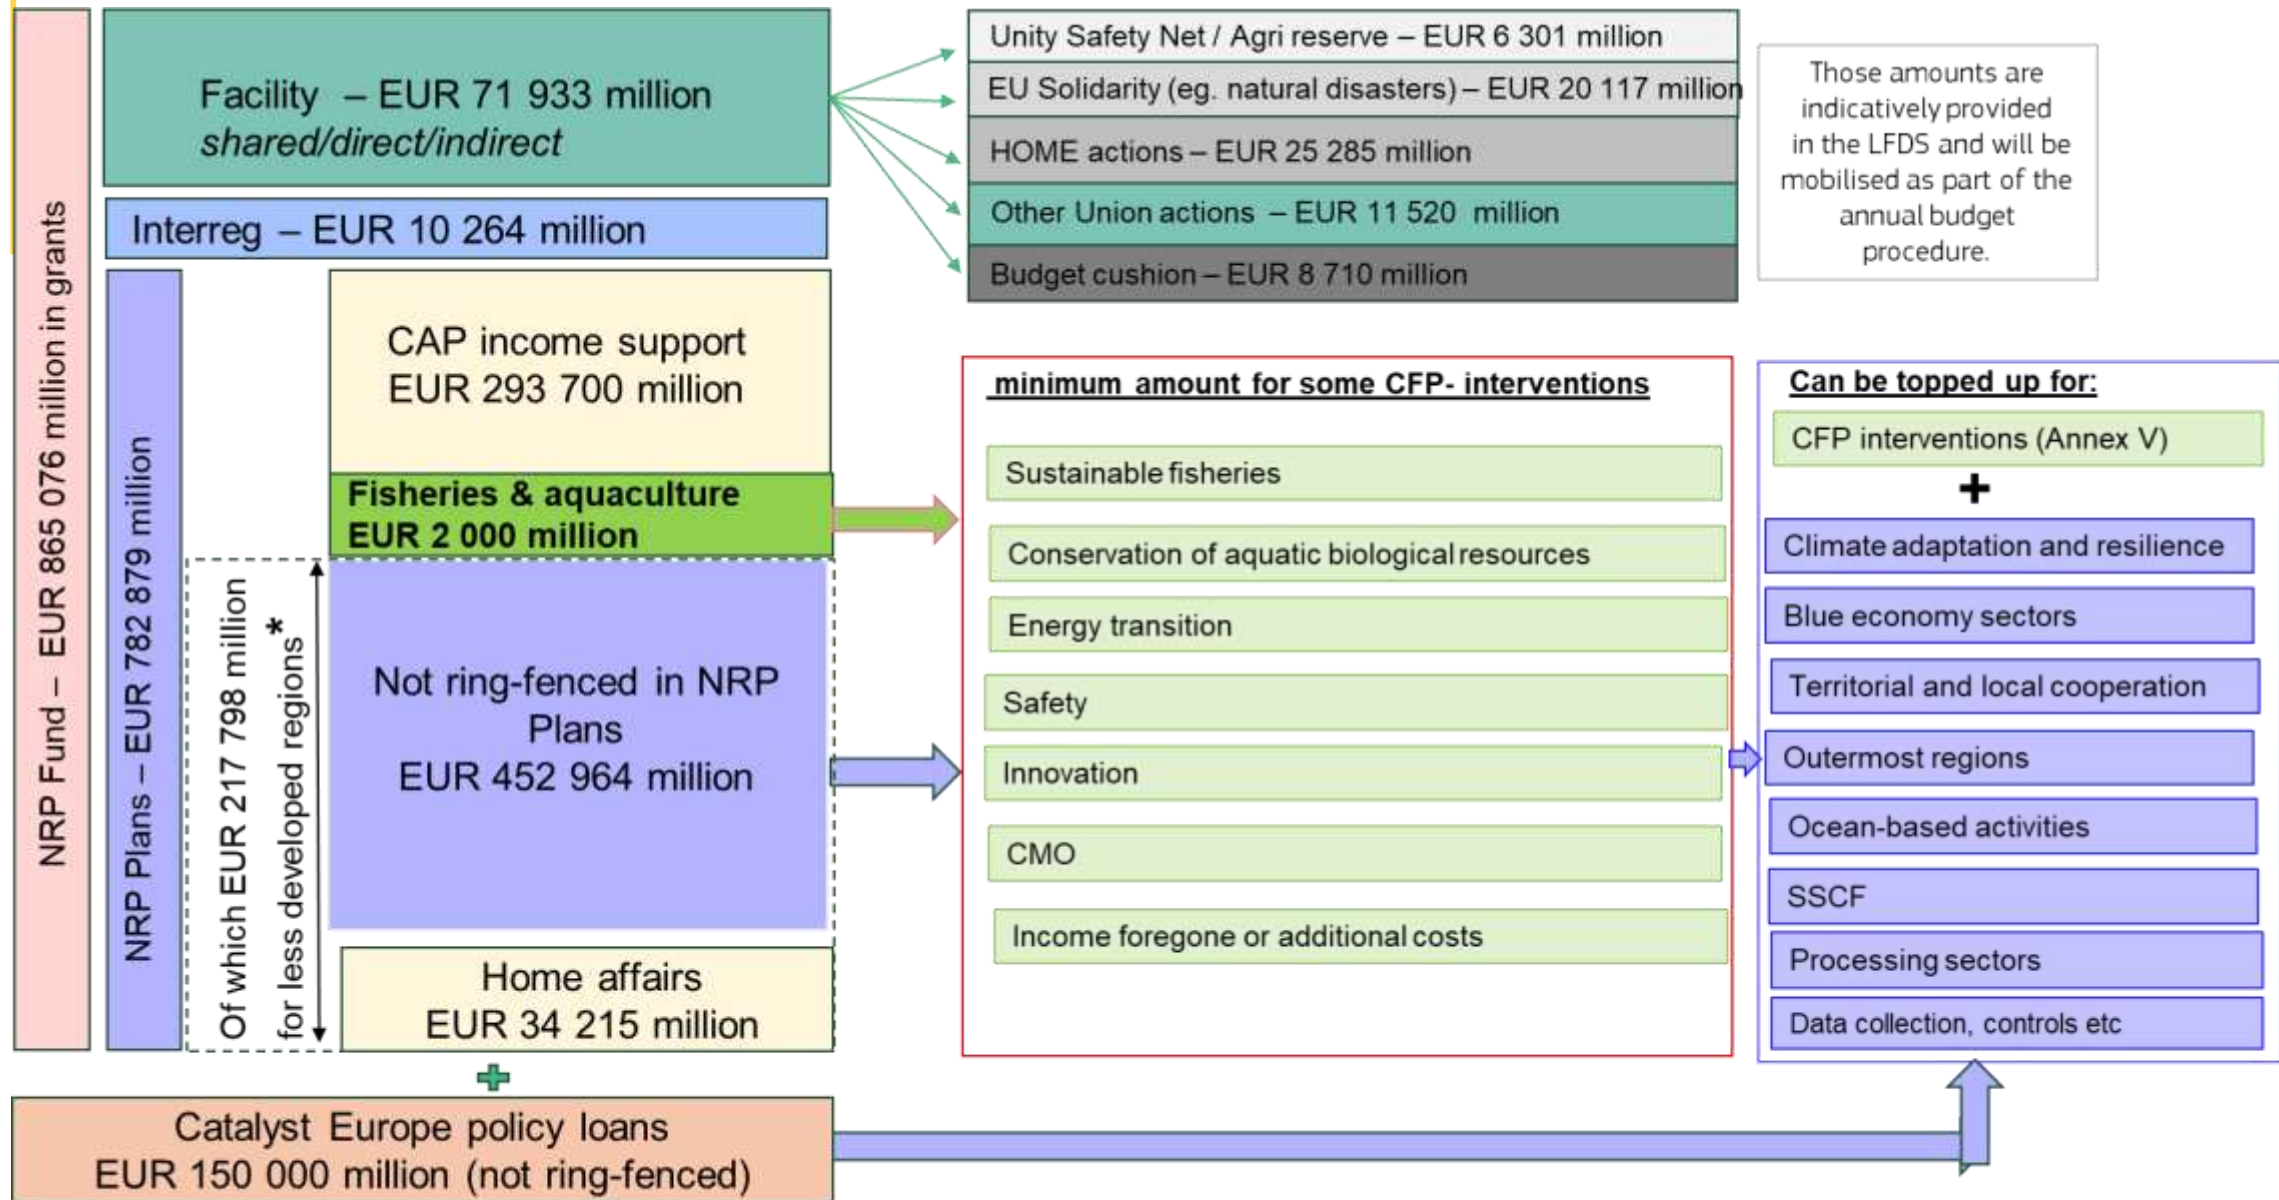 NRP Fund – EUR 865 076 million in grants
Facility – EUR 71 933 million
shared/direct/indirect
Unity Safety Net / Agri reserve – EUR 6 301 million
EU Solidarity (eg. natural disasters) – EUR 20 117 million
HOME actions – EUR 25 285 million
Other Union actions – EUR 11 520 million
Budget cushion – EUR 8 710 million
Those amounts are
indicatively provided
in the LFDS and will be
mobilised as part of the
annual budget
procedure.
Interreg – EUR 10 264 million
NRP Plans – EUR 782 879 million
CAP income support
EUR 293 700 million
Fisheries & aquaculture
EUR 2 000 million
Of which EUR 217 798 million
for less developed regions*
Not ring-fenced in NRP
Plans
EUR 452 964 million
Home affairs
EUR 34 215 million
+
Catalyst Europe policy loans
EUR 150 000 million (not ring-fenced)
minimum amount for some CFP- interventions
Sustainable fisheries
Conservation of aquatic biological resources
Energy transition
Safety
Innovation
CMO
Income foregone or additional costs
Can be topped up for:
CFP interventions (Annex V)
+
Climate adaptation and resilience
Blue economy sectors
Territorial and local cooperation
Outermost regions
Ocean-based activities
SSCF
Processing sectors
Data collection, controls etc